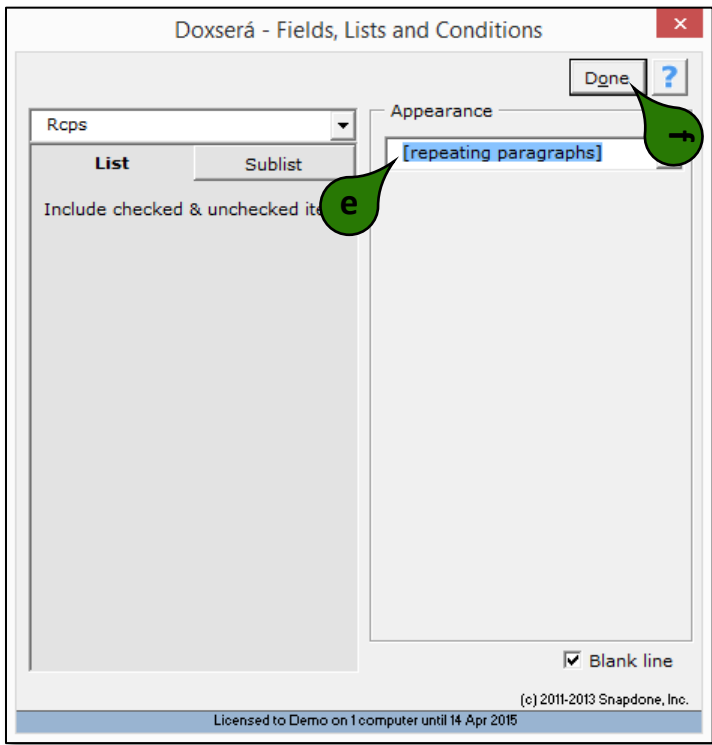 Doxserá - Fields, Lists and Conditions
Done ?
f
Appearance
Rcps
[repeating paragraphs]
List Sublist
e
Include checked & unchecked
Blank line
(c) 2011-2013 Snapdone, Inc.
Licensed to Demo on 1 computer until 14 Apr 2015